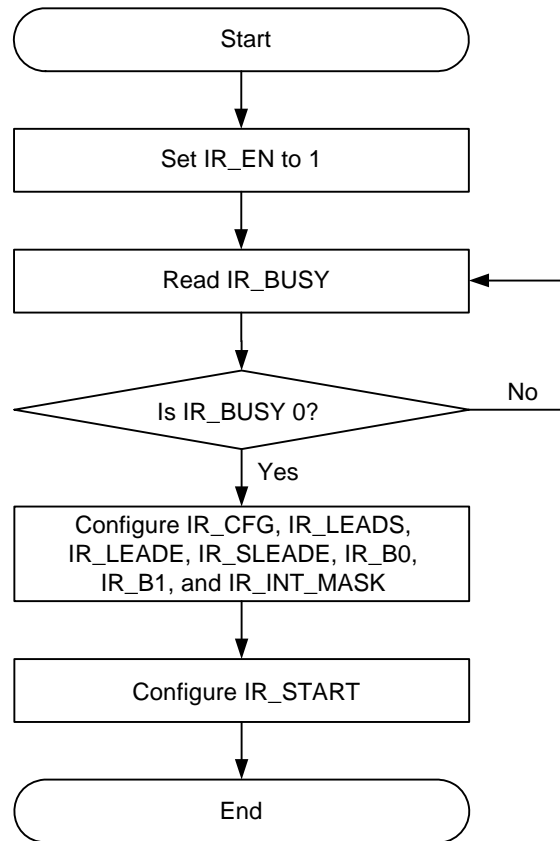 Start
Set IR_EN to 1
Read IR_BUSY
Is IR_BUSY 0?
No
Yes
Configure IR_CFG, IR_LEADS,
IR_LEADE, IR_SLEADE, IR_B0,
IR_B1, and IR_INT_MASK
Configure IR_START
End